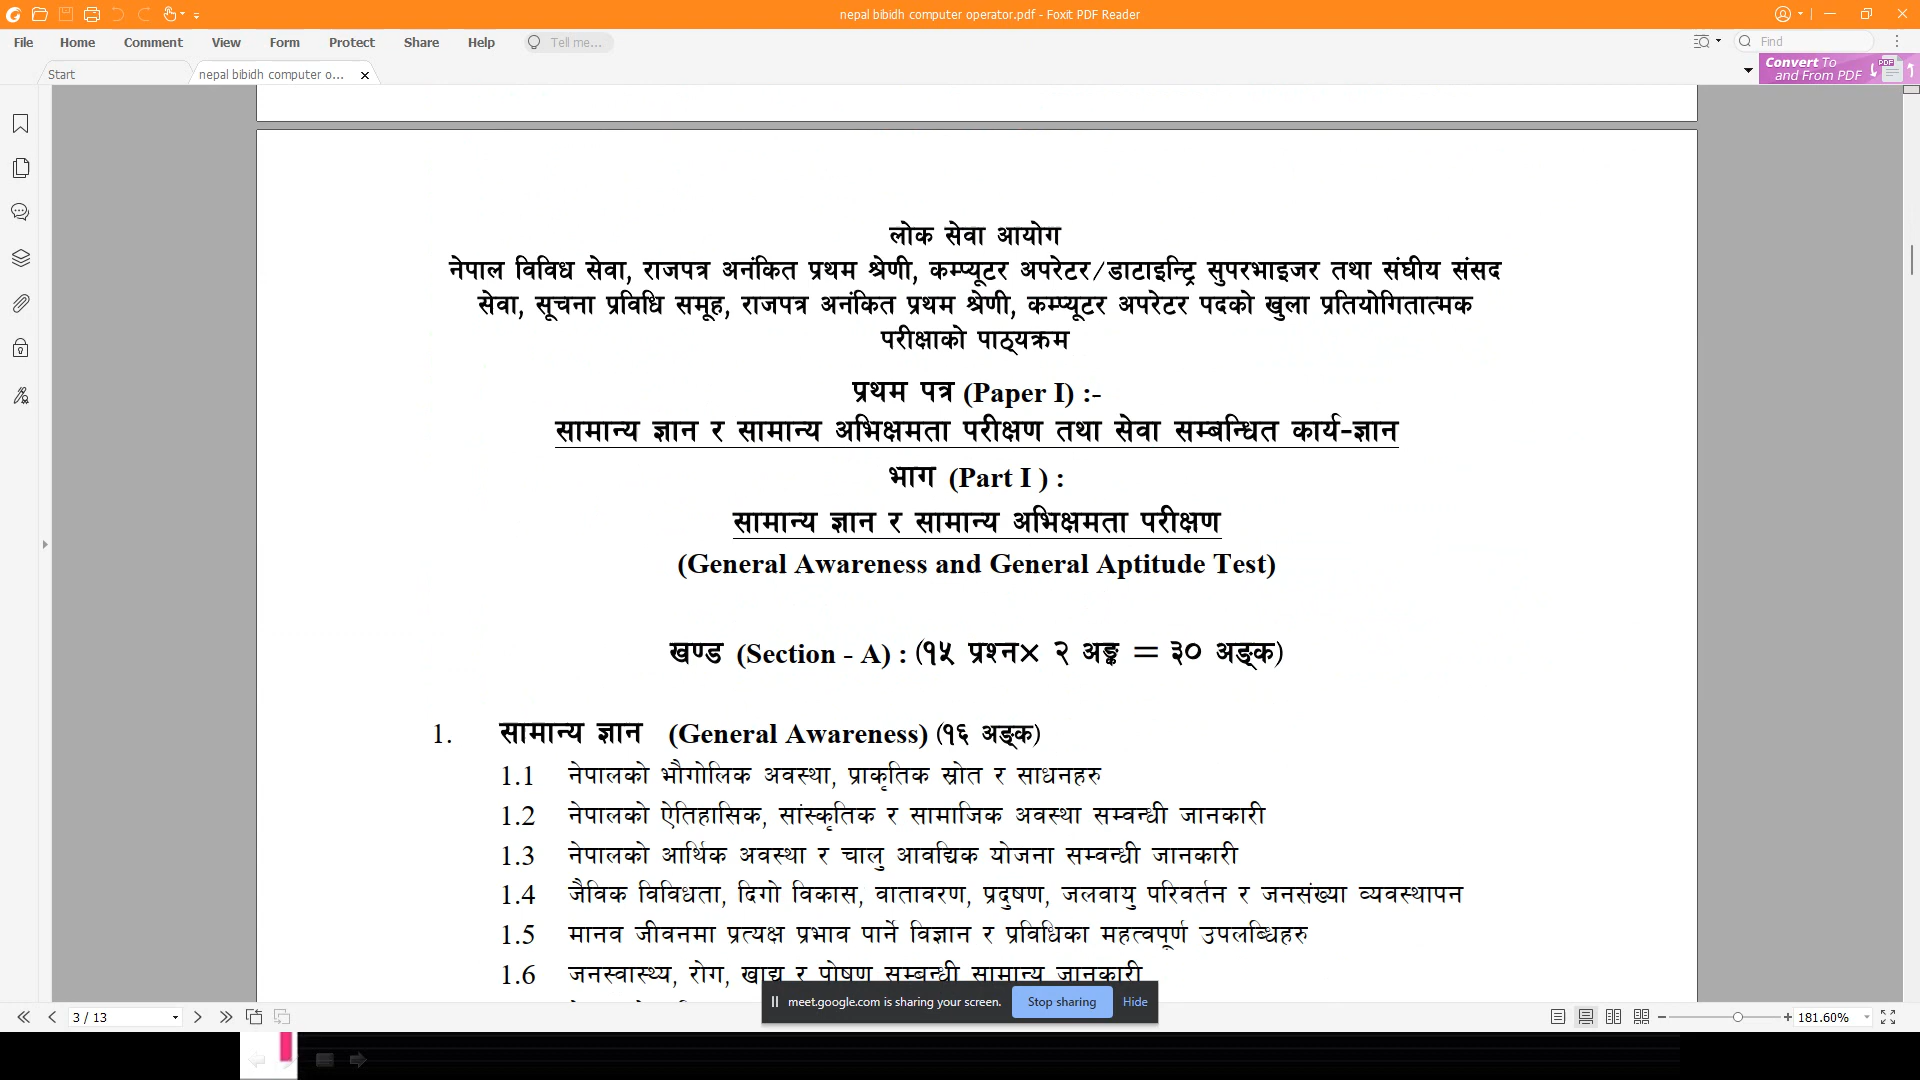 nepal bibidh computer operator.pdf - Foxit PDF Reader
File Home Comment View Form Protect Share Help Tell me... Find
Start nepal bibidh computer o... Convert To
and From PDF
लोक सेवा आयोग
नेपाल विविध सेवा, राजपत्र अनंकित प्रथम श्रेणी, कम्प्यूटर अपरेटर/डाटाइन्ट्रि सुपरभाइजर तथा संघीय संसद
सेवा, सूचना प्रविधि समूह, राजपत्र अनंकित प्रथम श्रेणी, कम्प्यूटर अपरेटर पदको खुला प्रतियोगितात्मक
परीक्षाको पाठ्यक्रम
प्रथम पत्र (Paper I) :-
सामान्य ज्ञान र सामान्य अभिक्षमता परीक्षण तथा सेवा सम्बन्धित कार्य-ज्ञान
भाग (Part I ) :
सामान्य ज्ञान र सामान्य अभिक्षमता परीक्षण
(General Awareness and General Aptitude Test)
खण्ड (Section - A) : (१५ प्रश्न× २ अङ्क = ३० अङ्क)
1. सामान्य ज्ञान (General Awareness) (१६ अङ्क)
1.1 नेपालको भौगोलिक अवस्था, प्राकृतिक स्रोत र साधनहरु
1.2 नेपालको ऐतिहासिक, सांस्कृतिक र सामाजिक अवस्था सम्वन्धी जानकारी
1.3 नेपालको आर्थिक अवस्था र चालु आवधिक योजना सम्वन्धी जानकारी
1.4 जैविक विविधता, दिगो विकास, वातावरण, प्रदुषण, जलवायु परिवर्तन र जनसंख्या व्यवस्थापन
1.5 मानव जीवनमा प्रत्यक्ष प्रभाव पार्ने विज्ञान र प्रविधिका महत्वपूर्ण उपलब्धिहरु
1.6 जनस्वास्थ्य, रोग, खाद्य र पोषण सम्बन्धी सामान्य जानकारी
meet.google.com is sharing your screen. Stop sharing Hide
3 / 13 181.60%